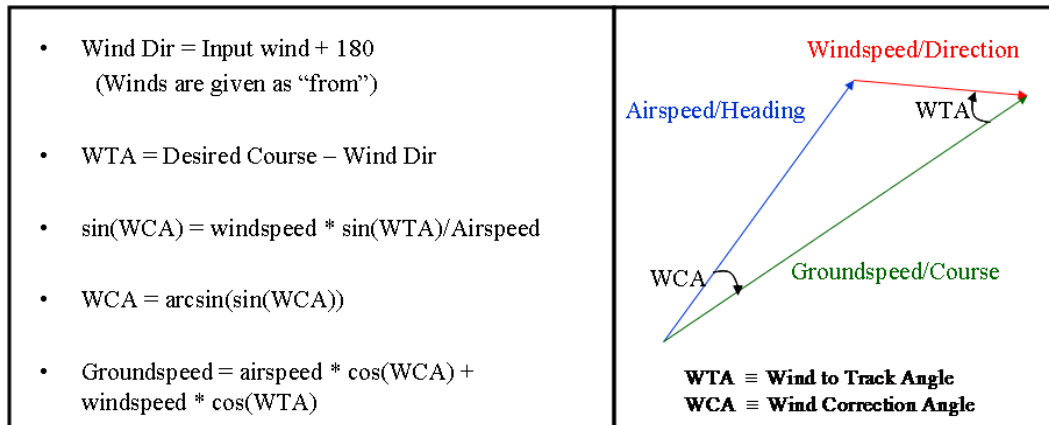 • Wind Dir = Input wind + 180
(Winds are given as “from”)
• WTA = Desired Course – Wind Dir
• sin(WCA) = windspeed * sin(WTA)/Airspeed
• WCA = arcsin(sin(WCA))
• Groundspeed = airspeed * cos(WCA) +
windspeed * cos(WTA)
Windspeed/Direction
Airspeed/Heading
WTA
WCA
Groundspeed/Course
WTA ≡ Wind to Track Angle
WCA ≡ Wind Correction Angle